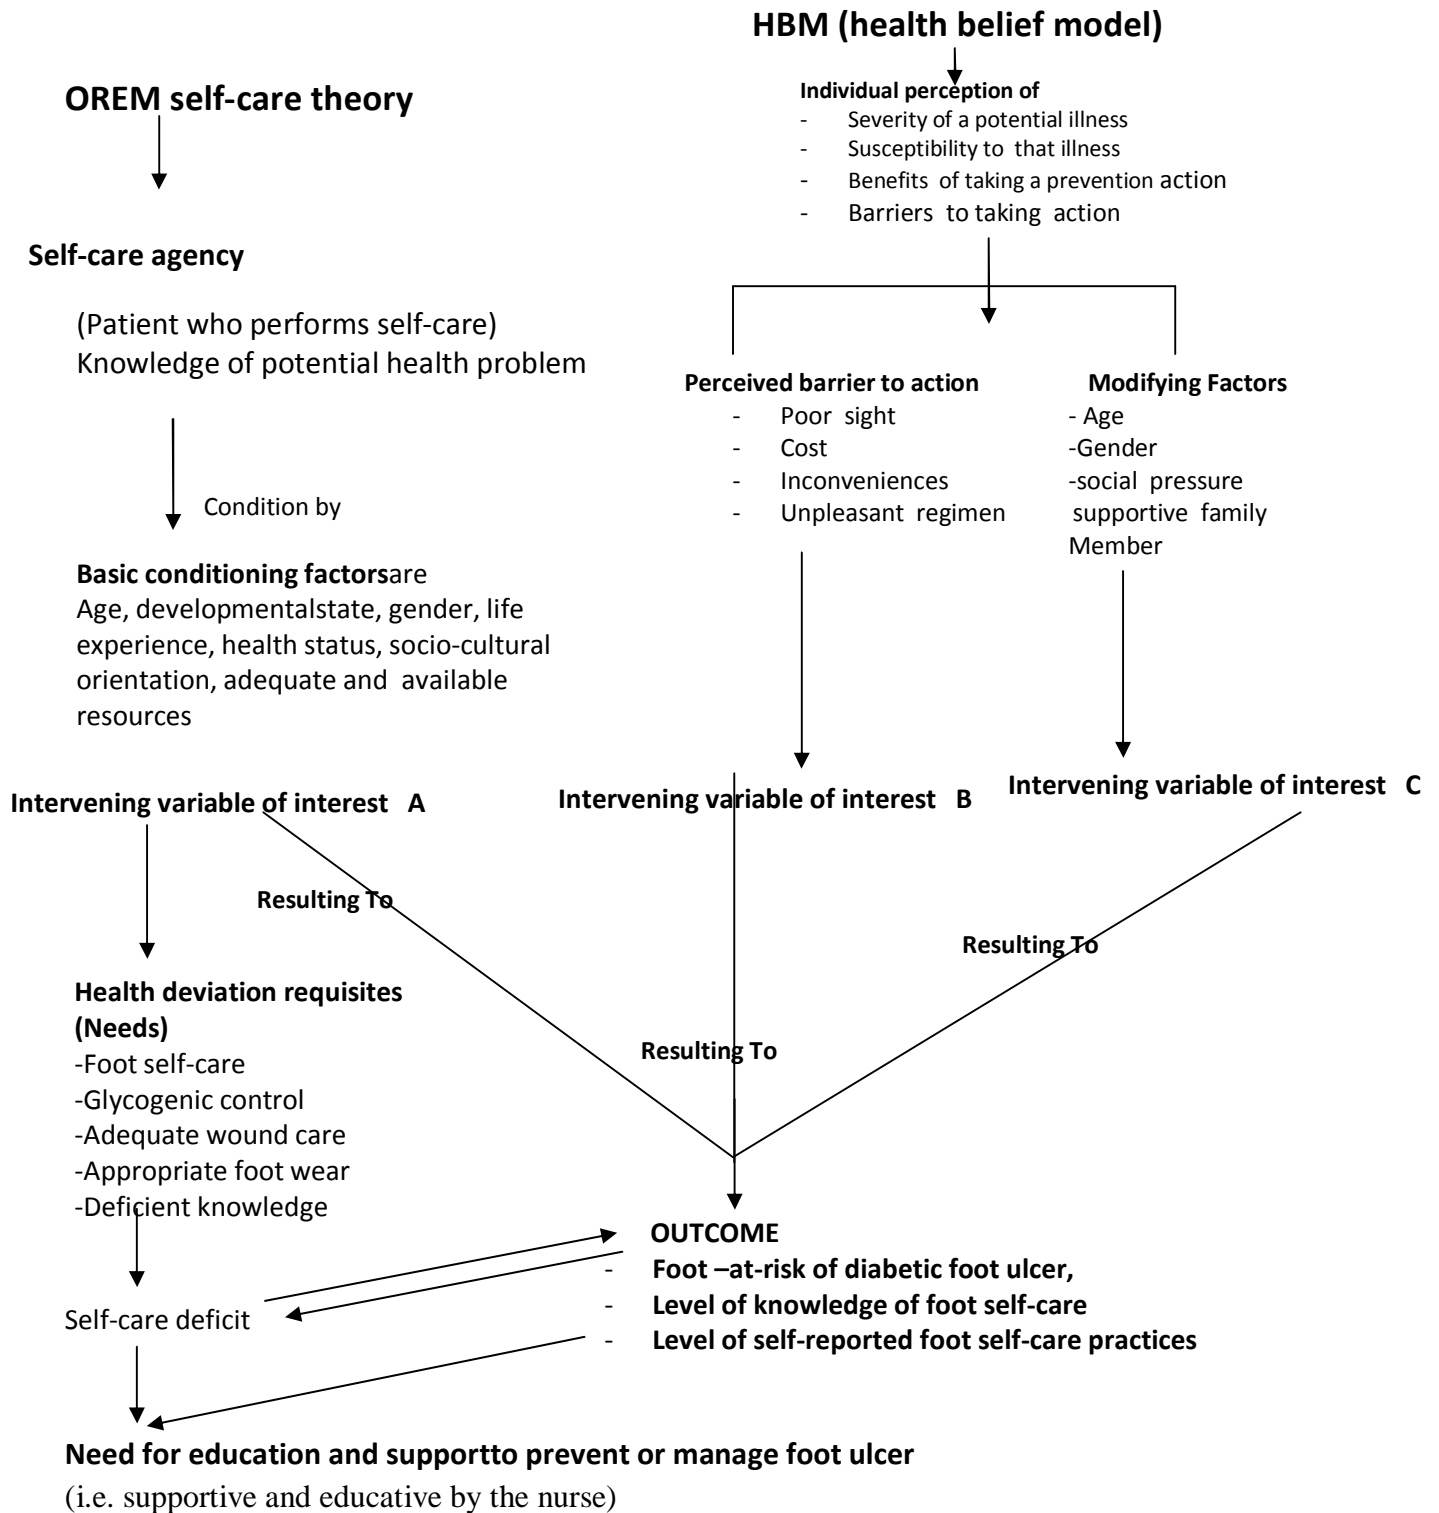 HBM (health belief model)
OREM self-care theory
Individual perception of
- Severity of a potential illness
- Susceptibility to that illness
- Benefits of taking a prevention action
- Barriers to taking action
Self-care agency
(Patient who performs self-care)
Knowledge of potential health problem
Perceived barrier to action
- Poor sight
- Cost
- Inconveniences
- Unpleasant regimen
Modifying Factors
- Age
-Gender
-social pressure
supportive family
Member
Condition by
Basic conditioning factorsare
Age, developmentalstate, gender, life
experience, health status, socio-cultural
orientation, adequate and available
resources
Intervening variable of interest A
Intervening variable of interest B
Intervening variable of interest C
Resulting To
Resulting To
Resulting To
Health deviation requisites
(Needs)
-Foot self-care
-Glycogenic control
-Adequate wound care
-Appropriate foot wear
-Deficient knowledge
OUTCOME
- Foot –at-risk of diabetic foot ulcer,
- Level of knowledge of foot self-care
- Level of self-reported foot self-care practices
Self-care deficit
Need for education and supportto prevent or manage foot ulcer
(i.e. supportive and educative by the nurse)